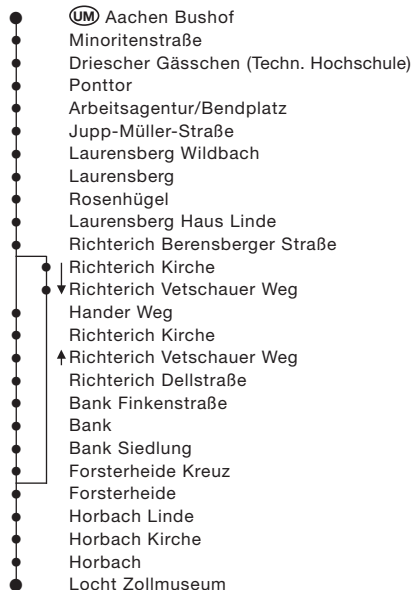 UM Aachen Bushof
Minoritenstraße
Driescher Gässchen (Techn. Hochschule)
Ponttor
Arbeitsagentur/Bendplatz
Jupp-Müller-Straße
Laurensberg Wildbach
Laurensberg
Rosenhügel
Laurensberg Haus Linde
Richterich Berensberger Straße
Richterich Kirche
Richterich Vetschauer Weg
Hander Weg
Richterich Kirche
Richterich Vetschauer Weg
Richterich Dellstraße
Bank Finkenstraße
Bank
Bank Siedlung
Forsterheide Kreuz
Forsterheide
Horbach Linde
Horbach Kirche
Horbach
Locht Zollmuseum